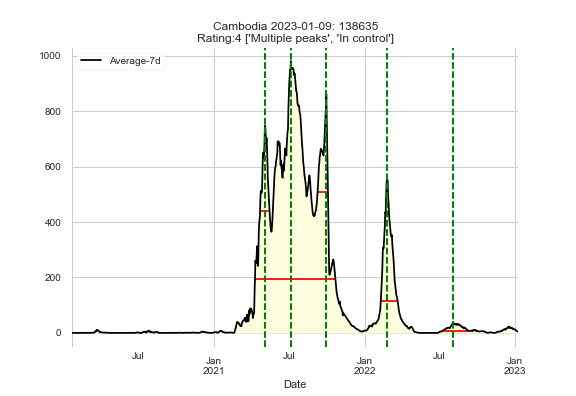 Cambodia 2023-01-09: 138635
Rating:4 ['Multiple peaks', 'In control']
Average-7d
1000
800
600
400
200
0
Jul
Jan
2021
Jul
Jan
2022
Jul
Jan
2023
Date